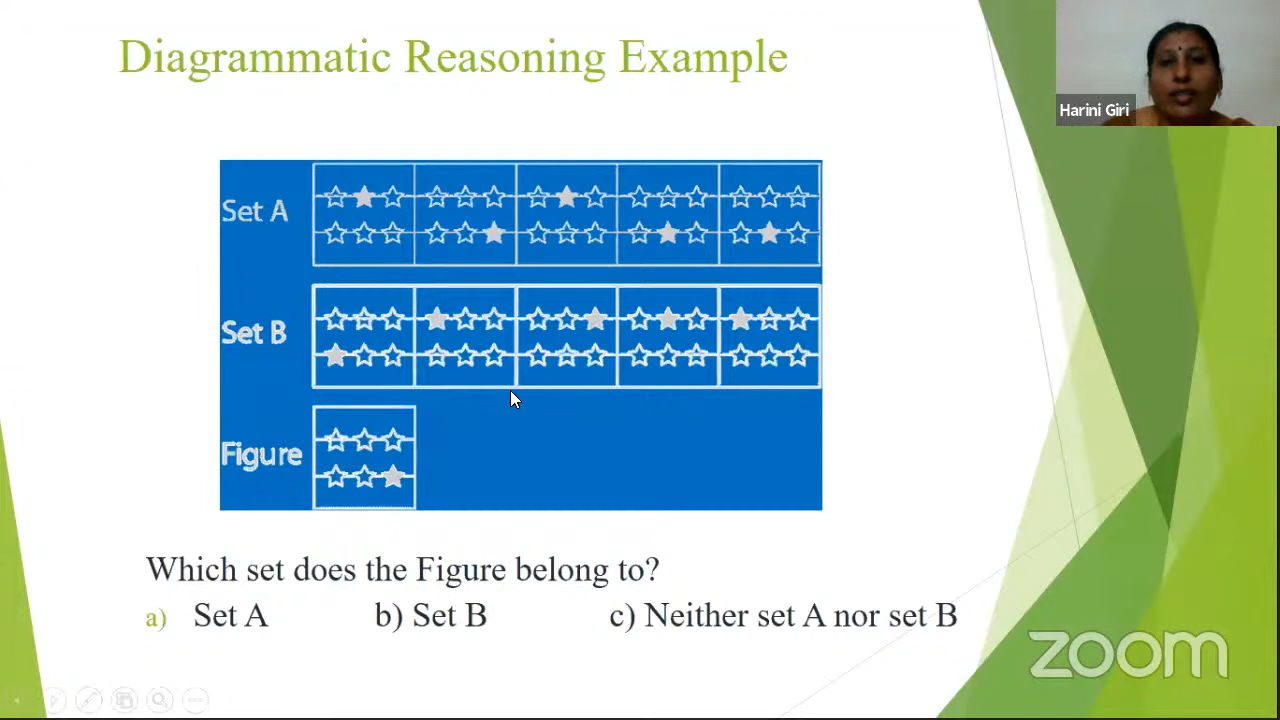 Diagrammatic Reasoning Example
Harini Giri
Set A
Set B
Figure
Which set does the Figure belong to?
a) Set A b) Set B c) Neither set A nor set B
zoom